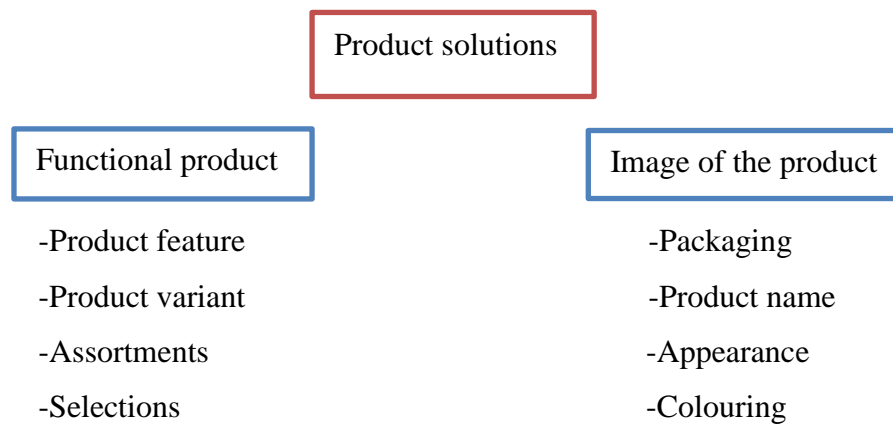 Product solutions
Functional product
-Product feature
-Product variant
-Assortments
-Selections
Image of the product
-Packaging
-Product name
-Appearance
-Colouring